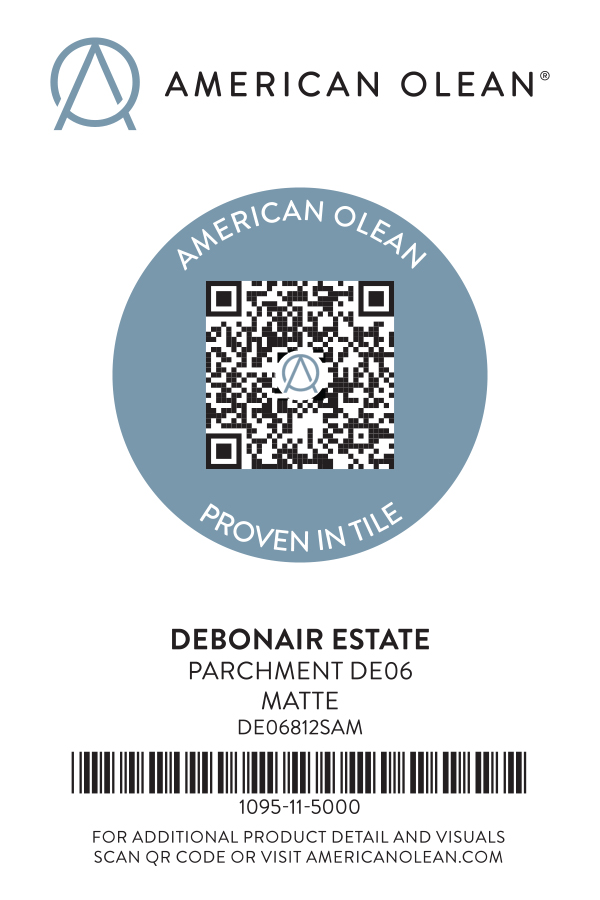 AMERICAN OLEAN®
AMERICAN OLEAN
PROVEN IN TILE
DEBONAIR ESTATE
PARCHMENT DE06
MATTE
DE06812SAM
1095-11-5000
FOR ADDITIONAL PRODUCT DETAIL AND VISUALS
SCAN QR CODE OR VISIT AMERICANOLEAN.COM